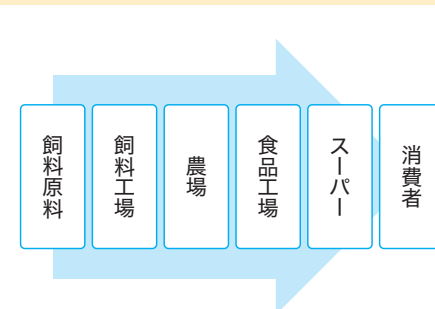 飼料原料
飼料工場
農場
食品工場
スーパー
消費者